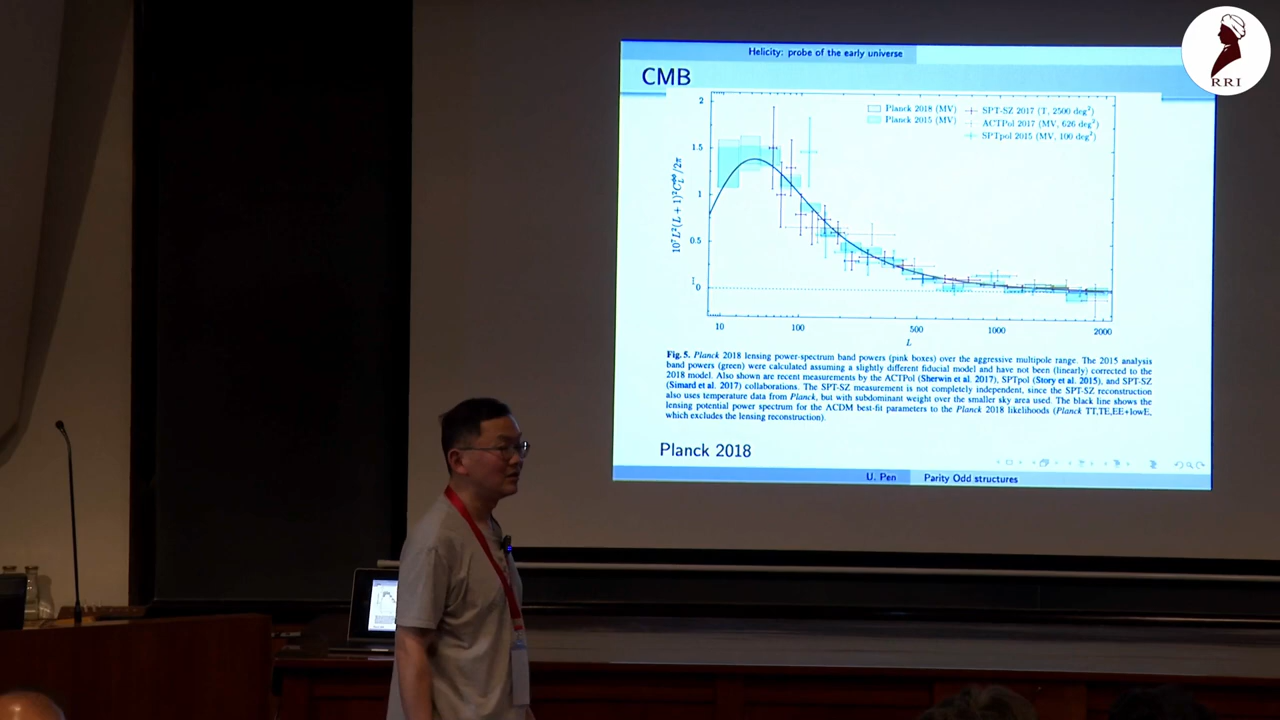 RRI
Helicity: probe of the early universe
CMB
Planck 2018 (MV)
Planck 2015 (MV)
SPT-SZ 2017 (T, 2500 deg²)
ACTPol 2017 (MV, 626 deg²)
SPTpol 2015 (MV, 100 deg²)
2
1.5
1
0.5
0
10⁷L²(L + 1)²C_L^ϕϕ/2π
10 100 500 1000 2000
L
Fig. 5. Planck 2018 lensing power-spectrum band powers (pink boxes) over the aggressive multipole range. The 2015 analysis
band powers (green) were calculated assuming a slightly different fiducial model and have not been (linearly) corrected to the
2018 model. Also shown are recent measurements by the ACTPol (Sherwin et al. 2017), SPTpol (Story et al. 2015), and SPT-SZ
(Simard et al. 2017) collaborations. The SPT-SZ measurement is not completely independent, since the SPT-SZ reconstruction
also uses temperature data from Planck, but with subdominant weight over the smaller sky area used. The black line shows the
lensing potential power spectrum for the ΛCDM best-fit parameters to the Planck 2018 likelihoods (Planck TT,TE,EE+lowE,
which excludes the lensing reconstruction).
Planck 2018
U. Pen Parity Odd structures